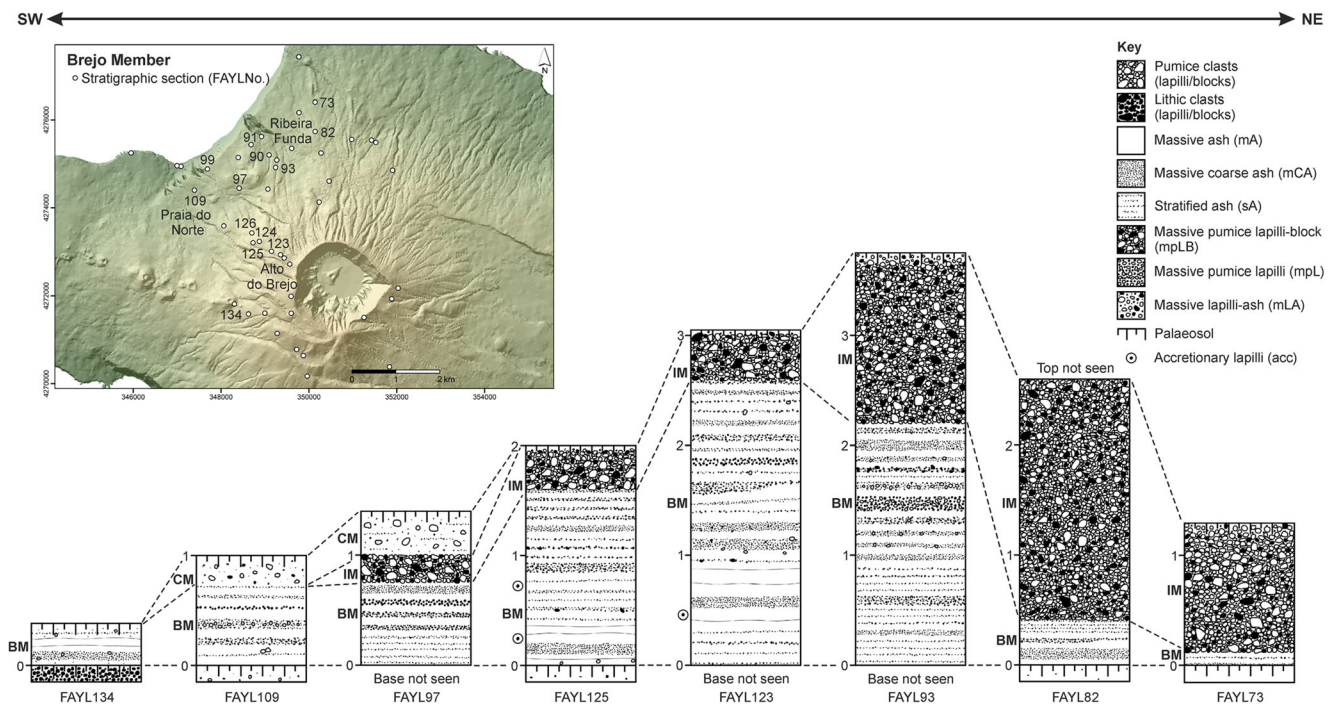 SW
NE
Brejo Member
Stratigraphic section (FAYLNo.)
N
4276000
4274000
4272000
4270000
346000
348000
350000
352000
354000
73
82
Ribeira
Funda
91
90
93
99
97
109
Praia do
Norte
126
124
123
125
Alto
do Brejo
134
0
1
2 km
Key
Pumice clasts
(lapilli/blocks)
Lithic clasts
(lapilli/blocks)
Massive ash (mA)
Massive coarse ash (mCA)
Stratified ash (sA)
Massive pumice lapilli-block
(mpLB)
Massive pumice lapilli (mpL)
Massive lapilli-ash (mLA)
Palaeosol
Accretionary lapilli (acc)
BM
0
FAYL134
1
CM
BM
0
FAYL109
CM
1
IM
BM
0
Base not seen
FAYL97
2
IM
1
BM
0
FAYL125
3
IM
2
BM
1
0
Base not seen
FAYL123
3
IM
2
BM
1
0
Base not seen
FAYL93
Top not seen
2
IM
1
BM
0
FAYL82
1
IM
BM
0
FAYL73